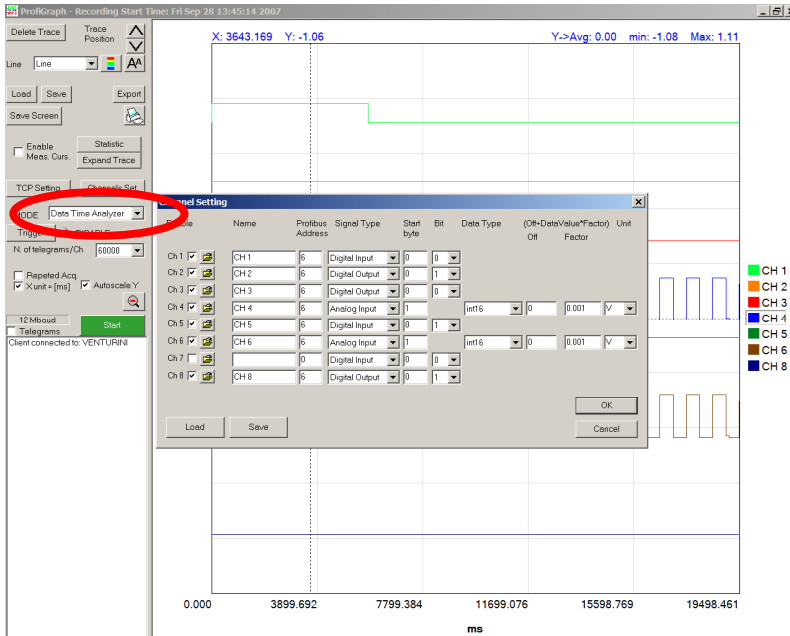 ProfiGraph - Recording Start Time: Fri Sep 28 13:45:14 2007
Delete Trace
Trace Position
Line
Line
AA
Load
Save
Export
Save Screen
Enable Meas. Curs.
Statistic
Expand Trace
TCP Setting
Channels Set
MODE
Data Time Analyzer
Trigger
N. of telegrams/Ch
60000
Repeted Acq.
X unit = [ms]
Autoscale Y
12 Mbaud
Telegrams
Start
Client connected to: VENTURINI
X: 3643.169 Y: -1.06
Y->Avg: 0.00 min: -1.08 Max: 1.11
Channel Setting
Enable Name Profibus Address Signal Type Start byte Bit Data Type (Off+DataValue*Factor) Unit
Off Factor
Ch 1 CH 1 6 Digital Input 0 0
Ch 2 CH 2 6 Digital Output 0 1
Ch 3 CH 3 6 Digital Output 0 0
Ch 4 CH 4 6 Analog Input 1 int16 0 0.001 V
Ch 5 CH 5 6 Digital Input 0 1
Ch 6 CH 6 6 Analog Input 1 int16 0 0.001 V
Ch 7 0 Digital Input 0 0
Ch 8 CH 8 6 Digital Output 0 1
OK
Load
Save
Cancel
CH 1
CH 2
CH 3
CH 4
CH 5
CH 6
CH 8
0.000 3899.692 7799.384 11699.076 15598.769 19498.461
ms